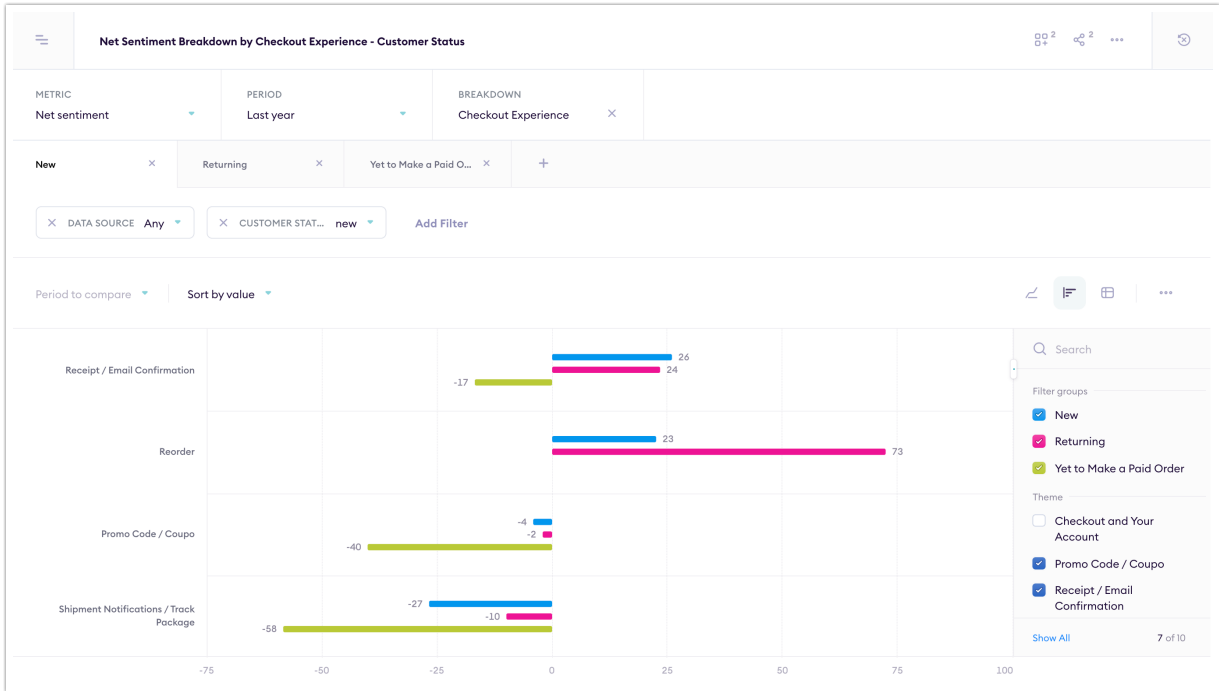 Net Sentiment Breakdown by Checkout Experience - Customer Status
2
2
METRIC
Net sentiment
PERIOD
Last year
BREAKDOWN
Checkout Experience
New
Returning
Yet to Make a Paid O...
DATA SOURCE Any
CUSTOMER STAT... new
Add Filter
Period to compare
Sort by value
Receipt / Email Confirmation
26
24
-17
Reorder
23
73
Promo Code / Coupo
-4
-2
-40
Shipment Notifications / Track
Package
-27
-10
-58
-75 -50 -25 0 25 50 75 100
Search
Filter groups
New
Returning
Yet to Make a Paid Order
Theme
Checkout and Your
Account
Promo Code / Coupo
Receipt / Email
Confirmation
Show All 7 of 10